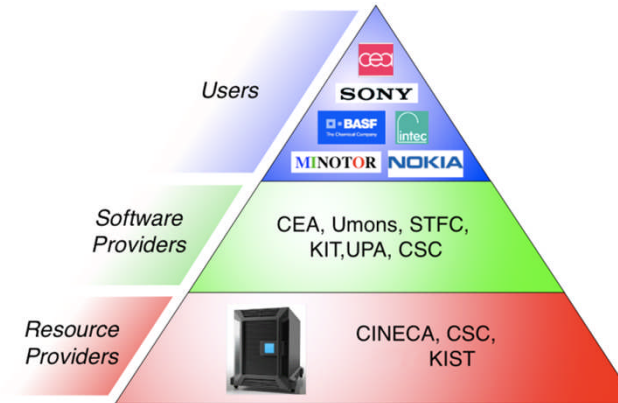 cea
Users
SONY
BASF
The Chemical Company
intec
MINOTOR
NOKIA
Software
Providers
CEA, Umons, STFC,
KIT,UPA, CSC
Resource
Providers
CINECA, CSC,
KIST